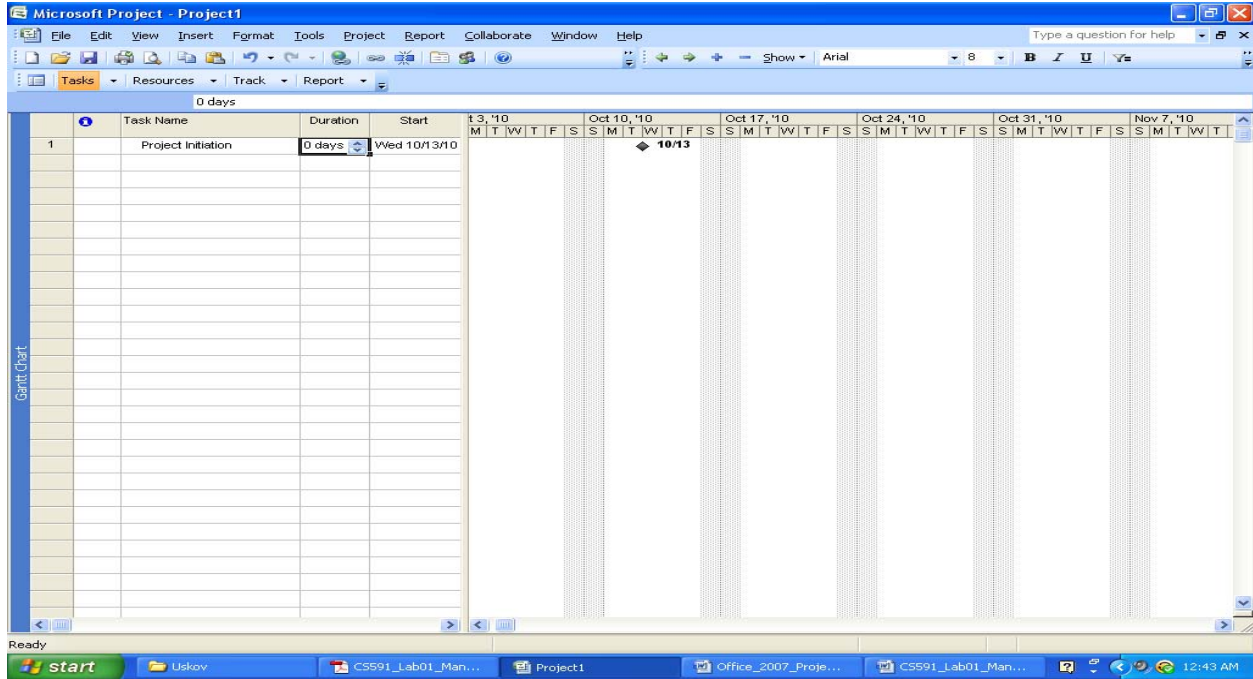 Microsoft Project - Project1
File Edit View Insert Format Tools Project Report Collaborate Window Help Type a question for help
Show Arial 8 B I U
Tasks Resources Track Report
0 days
Task Name Duration Start t 3, '10 Oct 10, '10 Oct 17, '10 Oct 24, '10 Oct 31, '10 Nov 7, '10
M T W T F S S M T W T F S S M T W T F S S M T W T F S S M T W T F S S M T W T
1 Project Initiation 0 days Wed 10/13/10 10/13
Gantt Chart
Ready
start Uskov CS591_Lab01_Man... Project1 Office_2007_Proje... CS591_Lab01_Man... 12:43 AM